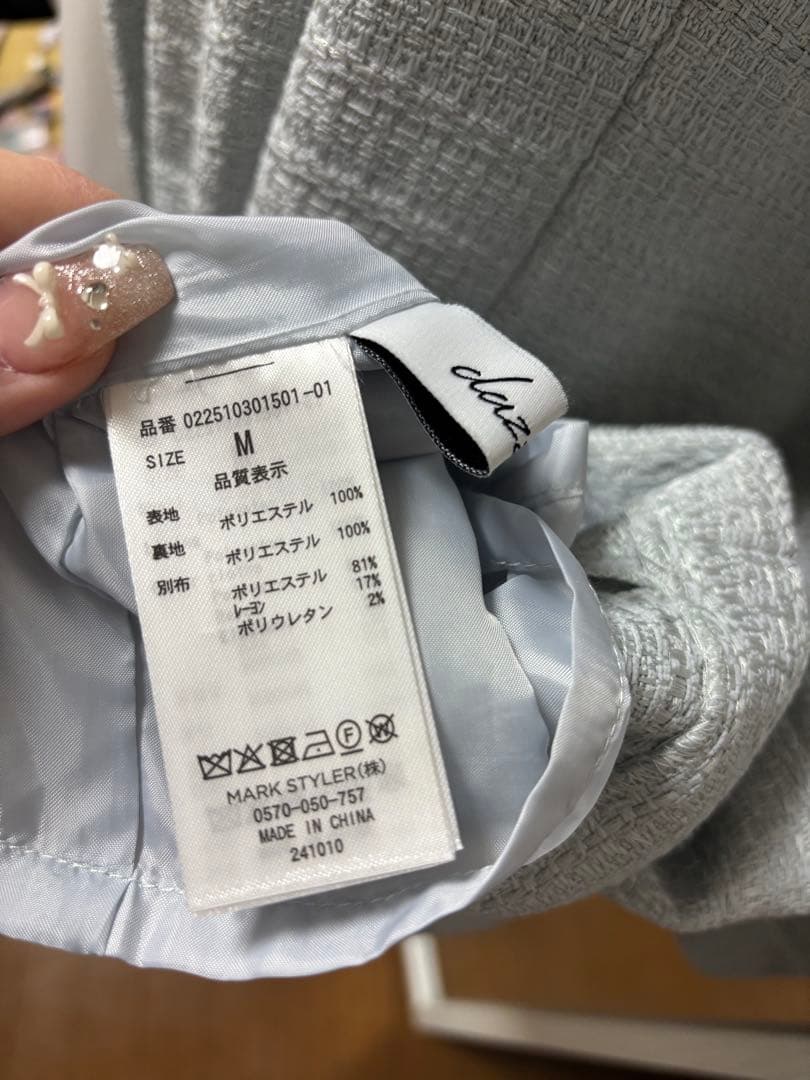 品番 022510301501-01
SIZE M
品質表示
表地 ポリエステル 100%
裏地 ポリエステル 100%
別布 ポリエステル 81%
レーヨン 17%
ポリウレタン 2%
F W
MARK STYLER(株)
0570-050-757
MADE IN CHINA
241010